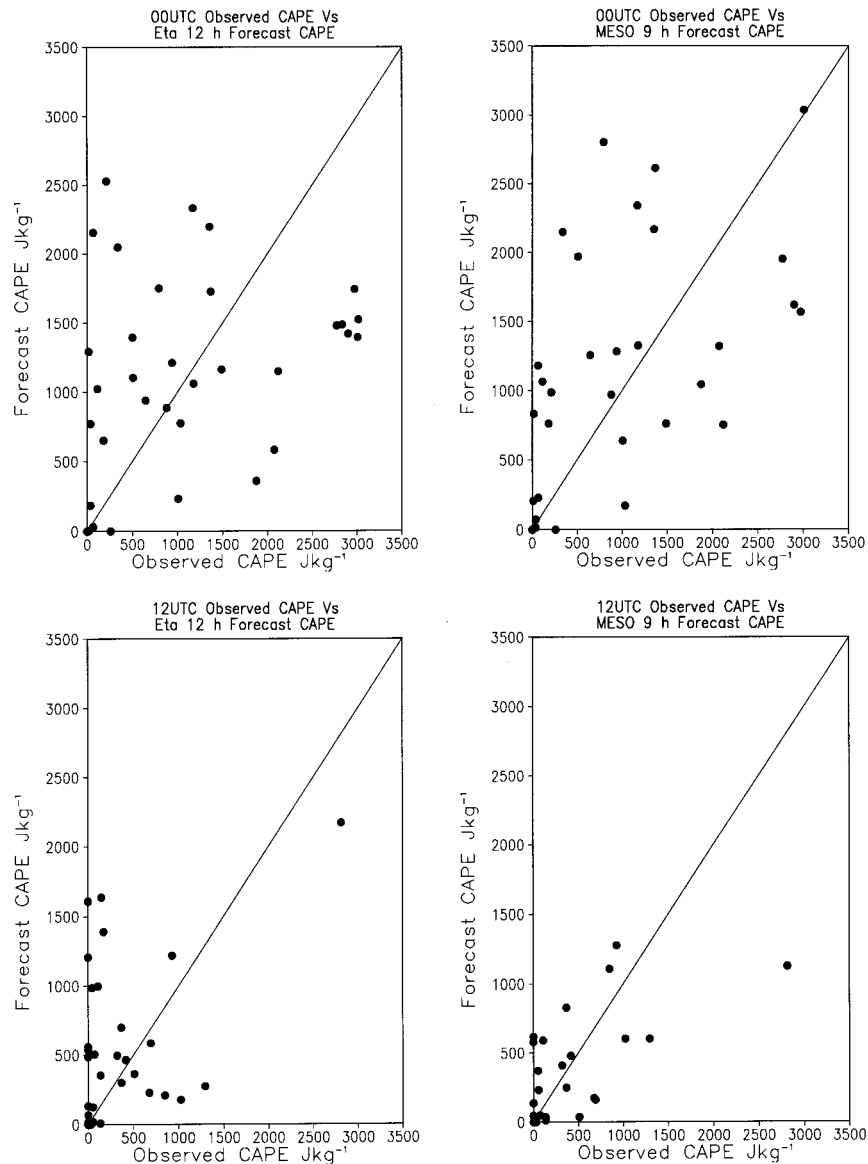 00UTC Observed CAPE Vs
Eta 12 h Forecast CAPE
3500
3000
2500
2000
1500
1000
500
0
Forecast CAPE Jkg⁻¹
0 500 1000 1500 2000 2500 3000 3500
Observed CAPE Jkg⁻¹
00UTC Observed CAPE Vs
MESO 9 h Forecast CAPE
3500
3000
2500
2000
1500
1000
500
0
Forecast CAPE Jkg⁻¹
0 500 1000 1500 2000 2500 3000 3500
Observed CAPE Jkg⁻¹
12UTC Observed CAPE Vs
Eta 12 h Forecast CAPE
3500
3000
2500
2000
1500
1000
500
0
Forecast CAPE Jkg⁻¹
0 500 1000 1500 2000 2500 3000 3500
Observed CAPE Jkg⁻¹
12UTC Observed CAPE Vs
MESO 9 h Forecast CAPE
3500
3000
2500
2000
1500
1000
500
0
Forecast CAPE Jkg⁻¹
0 500 1000 1500 2000 2500 3000 3500
Observed CAPE Jkg⁻¹